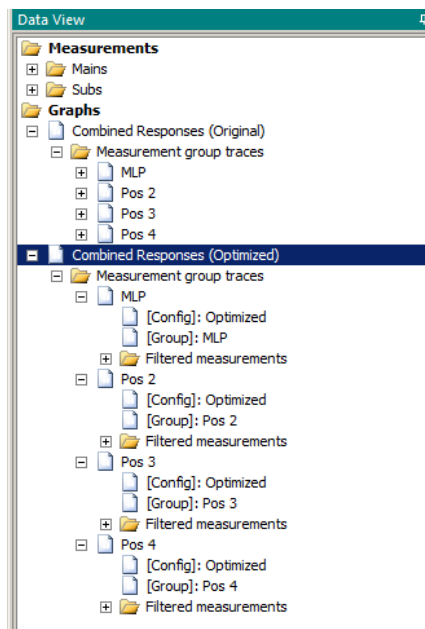 Data View
Measurements
Mains
Subs
Graphs
Combined Responses (Original)
Measurement group traces
MLP
Pos 2
Pos 3
Pos 4
Combined Responses (Optimized)
Measurement group traces
MLP
[Config]: Optimized
[Group]: MLP
Filtered measurements
Pos 2
[Config]: Optimized
[Group]: Pos 2
Filtered measurements
Pos 3
[Config]: Optimized
[Group]: Pos 3
Filtered measurements
Pos 4
[Config]: Optimized
[Group]: Pos 4
Filtered measurements